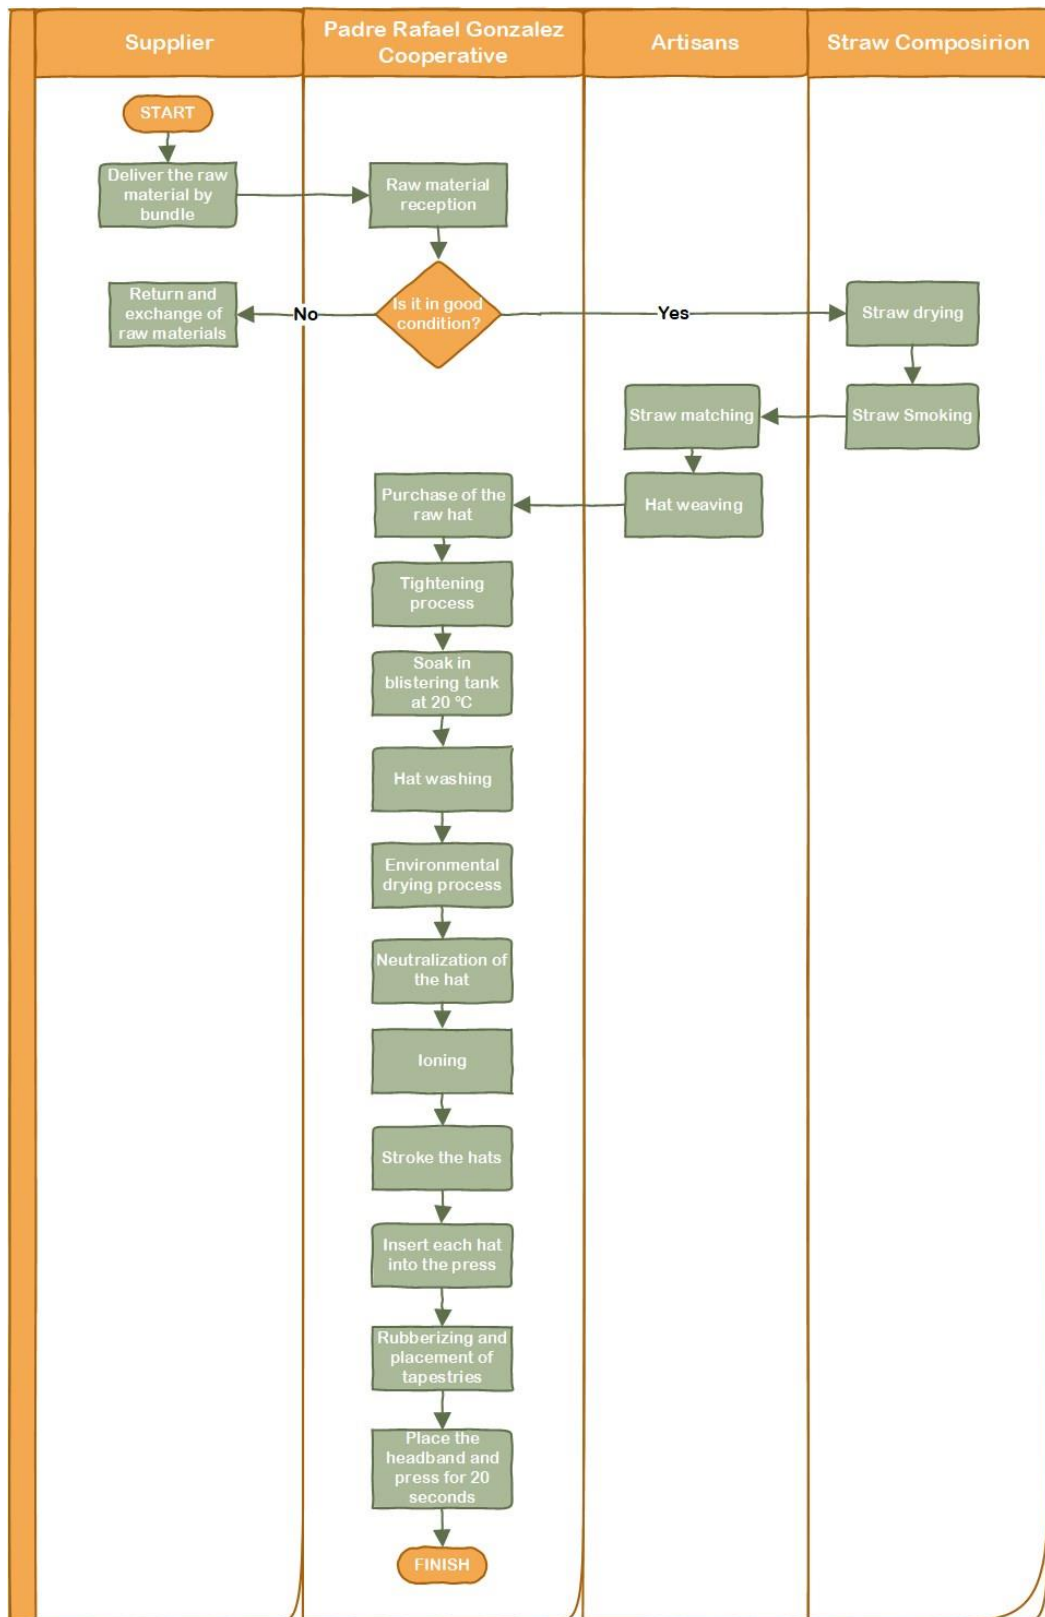 Supplier
Padre Rafael Gonzalez
Cooperative
Artisans
Straw Composirion
START
Deliver the raw
material by
bundle
Raw material
reception
Return and
exchange of
raw materials
No
Is it in good
condition?
Yes
Straw drying
Straw matching
Straw Smoking
Purchase of the
raw hat
Hat weaving
Tightening
process
Soak in
blistering tank
at 20 °C
Hat washing
Environmental
drying process
Neutralization of
the hat
Ioning
Stroke the hats
Insert each hat
into the press
Rubberizing and
placement of
tapestries
Place the
headband and
press for 20
seconds
FINISH